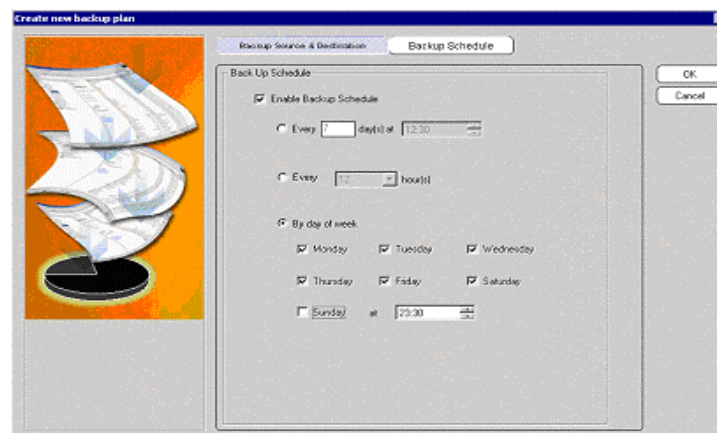 Create new backup plan
Backup Source & Destination Backup Schedule
Back Up Schedule
OK
Enable Backup Schedule
Cancel
Every 7 day(s) at 12:30
Every 12 hour(s)
By day of week
Monday Tuesday Wednesday
Thursday Friday Saturday
Sunday at 23:30